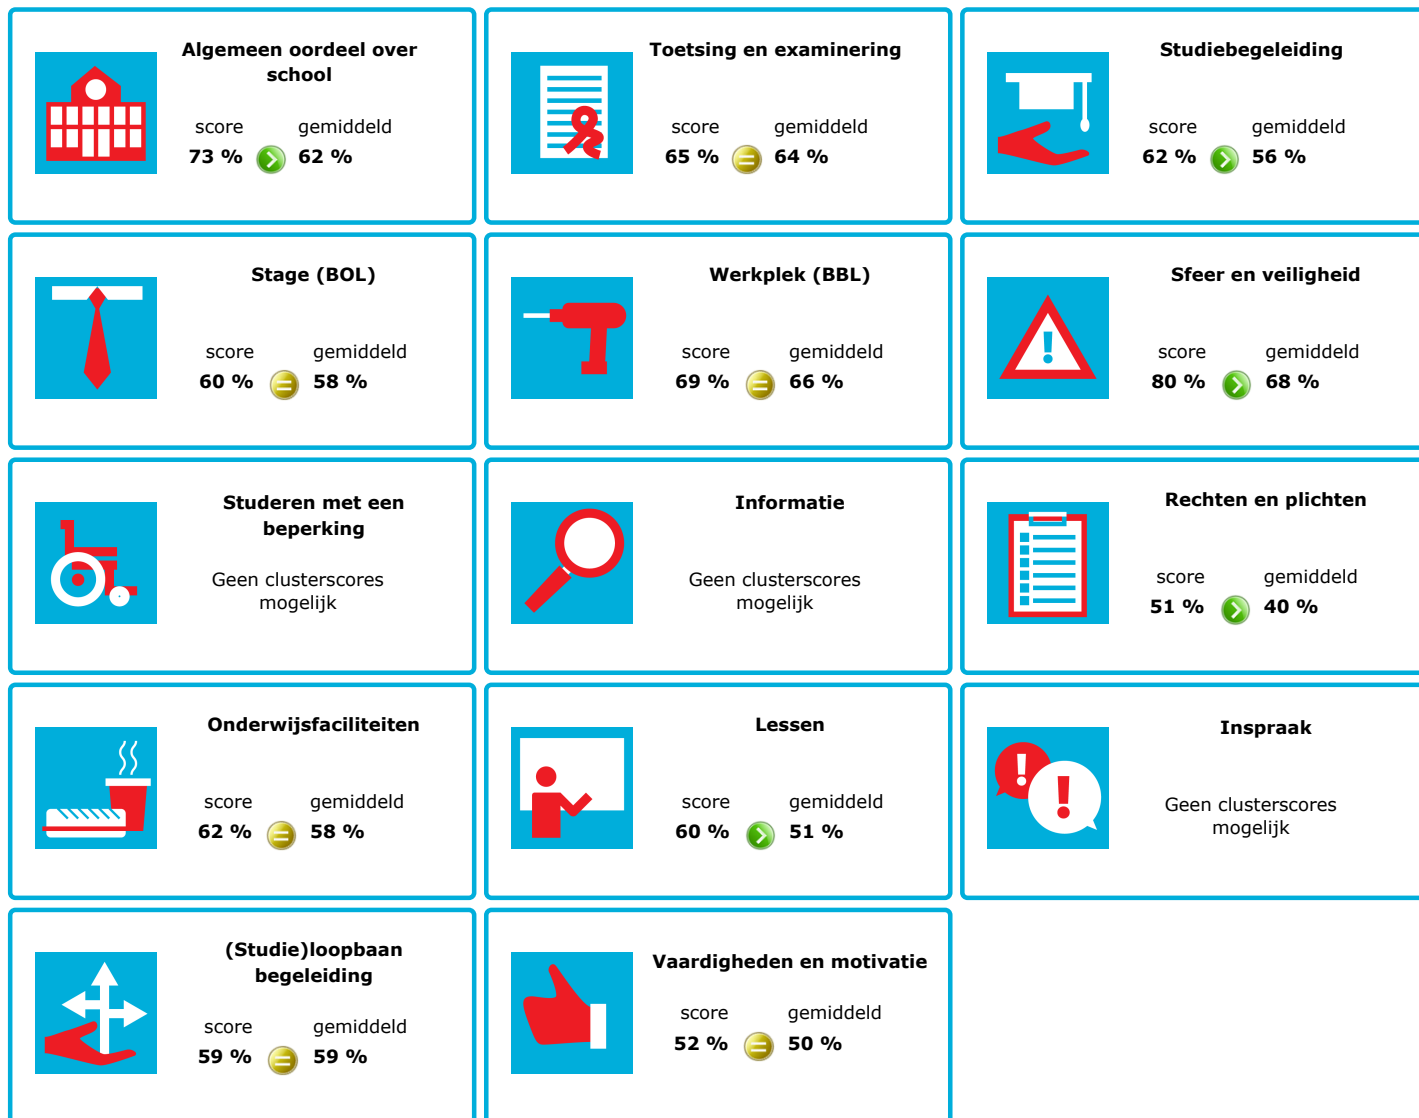 Algemeen oordeel over
school
score gemiddeld
73 % 62 %
Toetsing en examinering
score gemiddeld
65 % = 64 %
Studiebegeleiding
score gemiddeld
62 % 56 %
Stage (BOL)
score gemiddeld
60 % = 58 %
Werkplek (BBL)
score gemiddeld
69 % = 66 %
Sfeer en veiligheid
!
score gemiddeld
80 % 68 %
Studeren met een
beperking
Geen clusterscores
mogelijk
Informatie
Geen clusterscores
mogelijk
Rechten en plichten
score gemiddeld
51 % 40 %
Onderwijsfaciliteiten
score gemiddeld
62 % = 58 %
Lessen
score gemiddeld
60 % 51 %
Inspraak
! !
Geen clusterscores
mogelijk
(Studie)loopbaan
begeleiding
score gemiddeld
59 % = 59 %
Vaardigheden en motivatie
score gemiddeld
52 % = 50 %